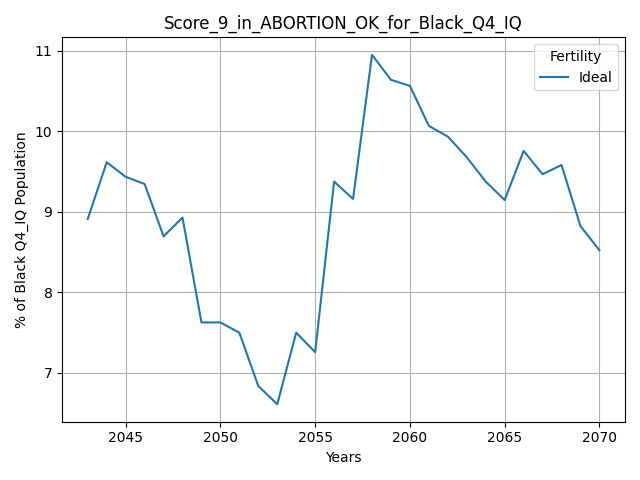 Score_9_in_ABORTION_OK_for_Black_Q4_IQ
Fertility
Ideal
% of Black Q4_IQ Population
11
10
9
8
7
2045 2050 2055 2060 2065 2070
Years